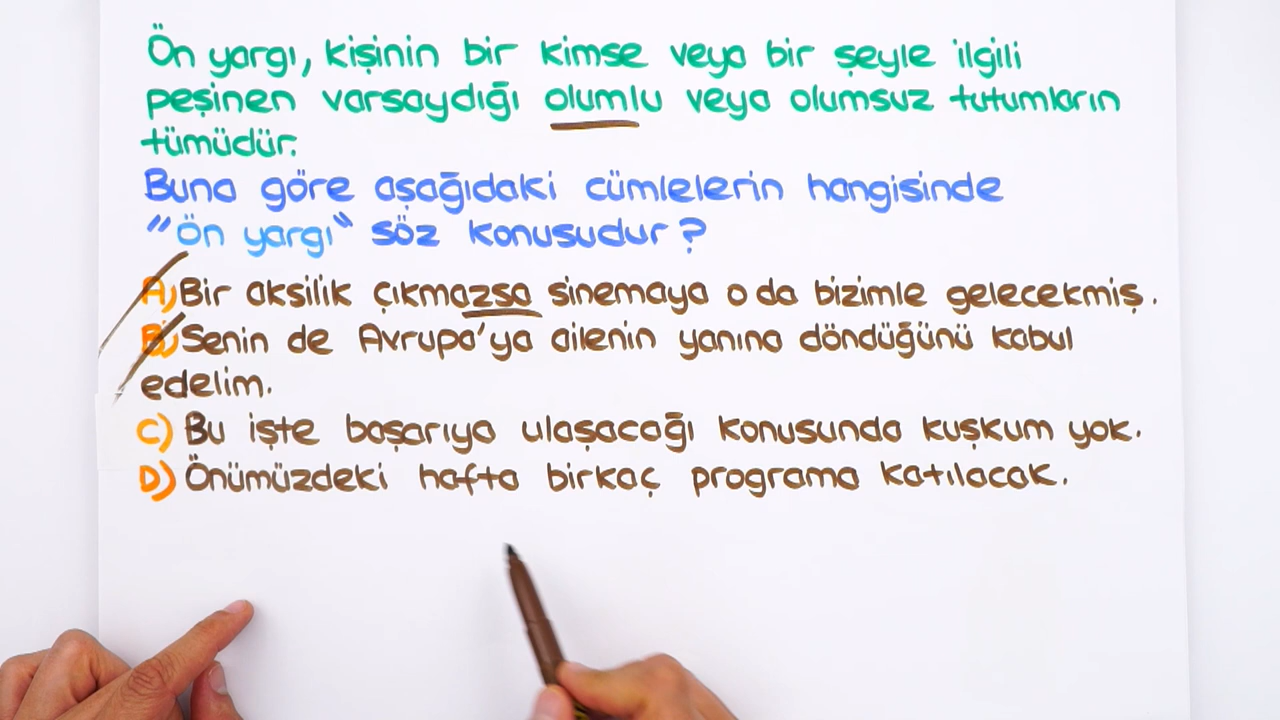 Ön yargı, kişinin bir kimse veya bir şeyle ilgili
peşinen varsaydığı olumlu veya olumsuz tutumların
tümüdür.
Buna göre aşağıdaki cümlelerin hangisinde
"Ön yargı" söz konusudur?
A) Bir aksilik çıkmazsa sinemaya o da bizimle gelecekmiş.
B) Senin de Avrupa'ya ailenin yanına döndüğünü kabul
edelim.
C) Bu işte başarıya ulaşacağı konusunda kuşkum yok.
D) Önümüzdeki hafta birkaç programa katılacak.